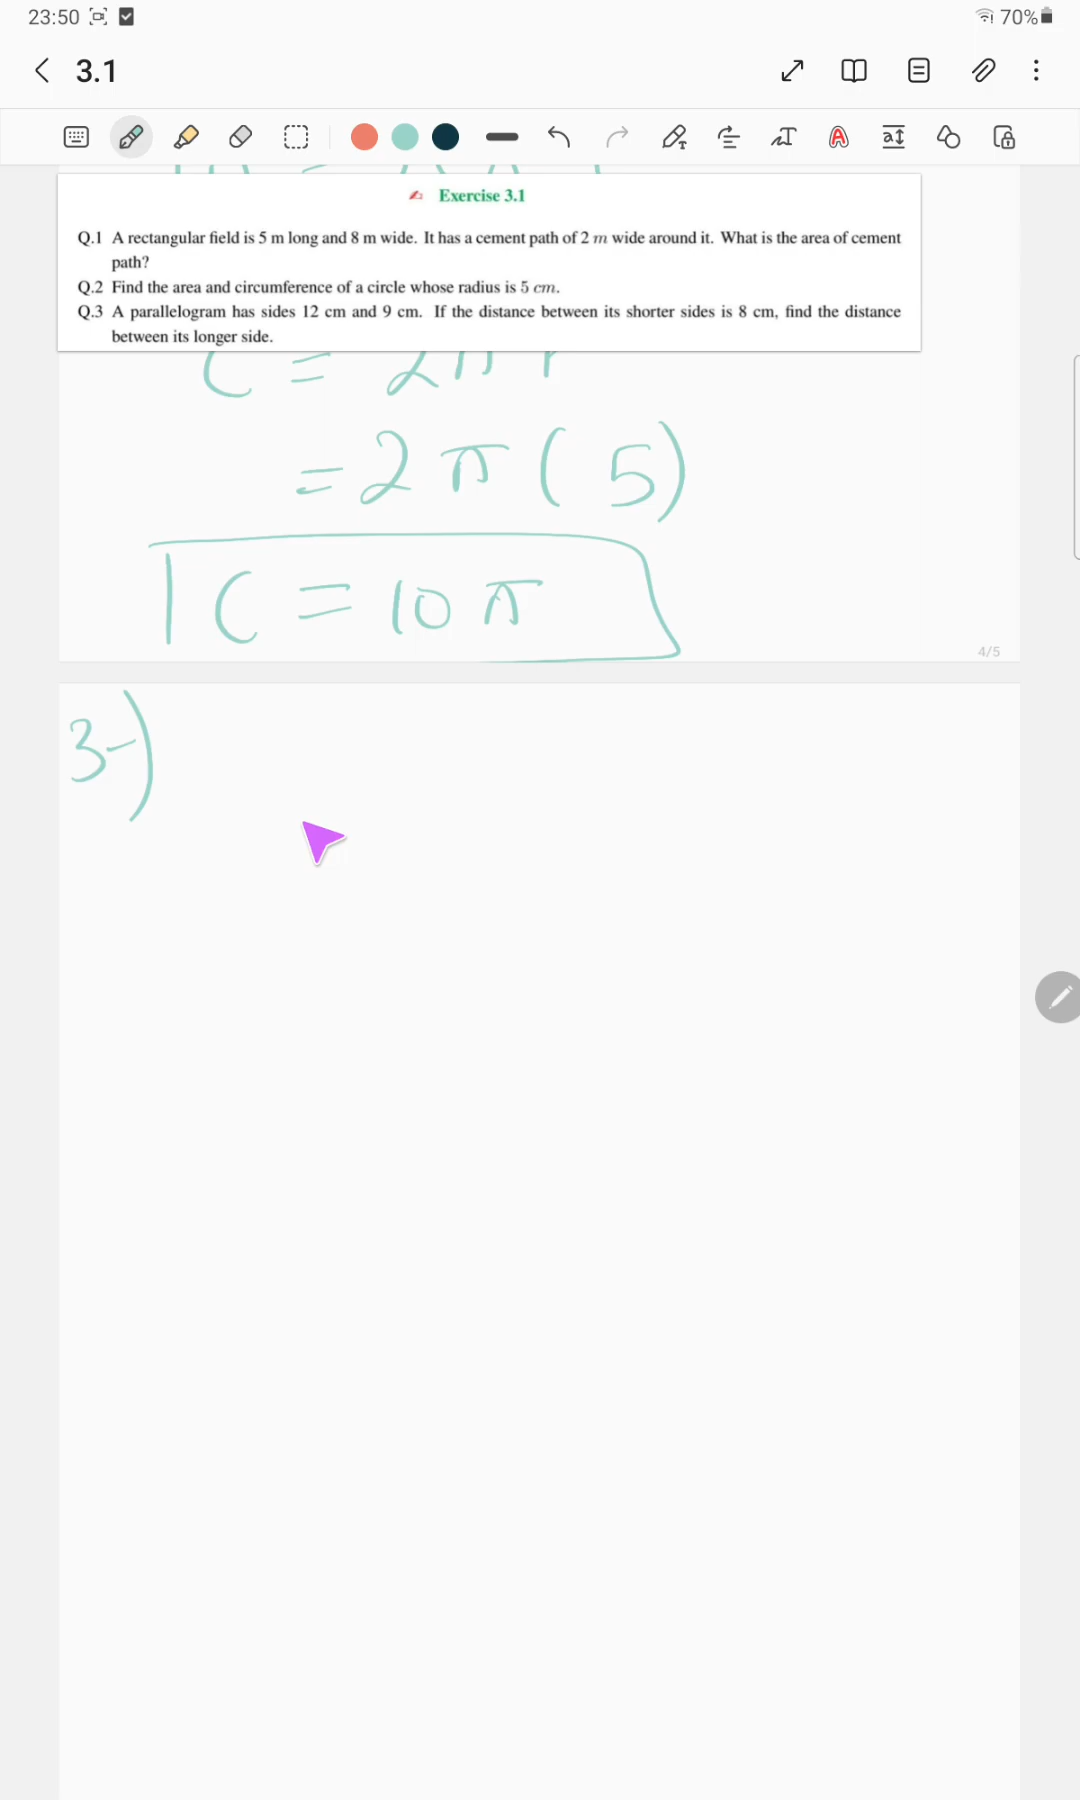 23:50
70%
3.1
Exercise 3.1
Q.1 A rectangular field is 5 m long and 8 m wide. It has a cement path of 2 m wide around it. What is the area of cement
path?
Q.2 Find the area and circumference of a circle whose radius is 5 cm.
Q.3 A parallelogram has sides 12 cm and 9 cm. If the distance between its shorter sides is 8 cm, find the distance
between its longer side.
C = 2πr
= 2π(5)
C = 10π
4/5
3-)